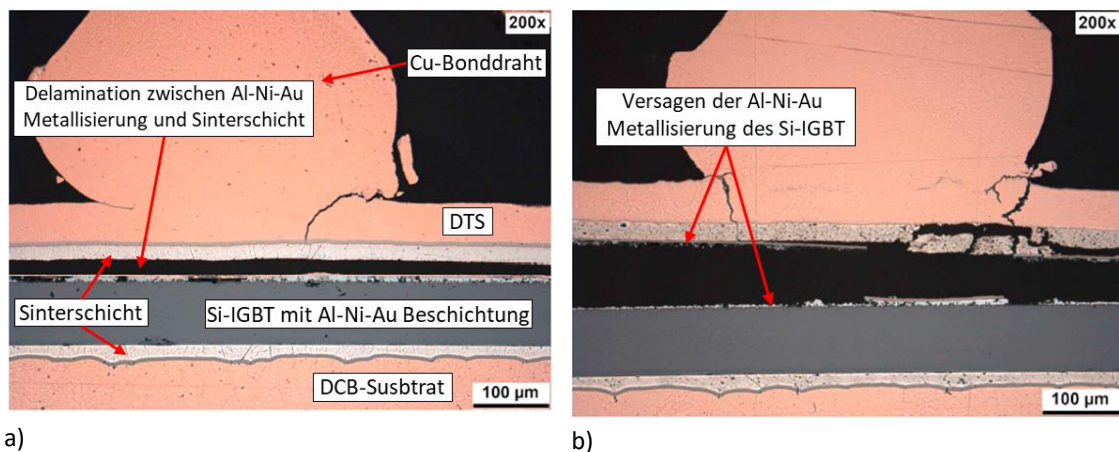 200x
Cu-Bonddraht
Delamination zwischen Al-Ni-Au
Metallisierung und Sinterschicht
DTS
Sinterschicht
Si-IGBT mit Al-Ni-Au Beschichtung
DCB-Susbtrat
100 µm
a)
200x
Versagen der Al-Ni-Au
Metallisierung des Si-IGBT
100 µm
b)